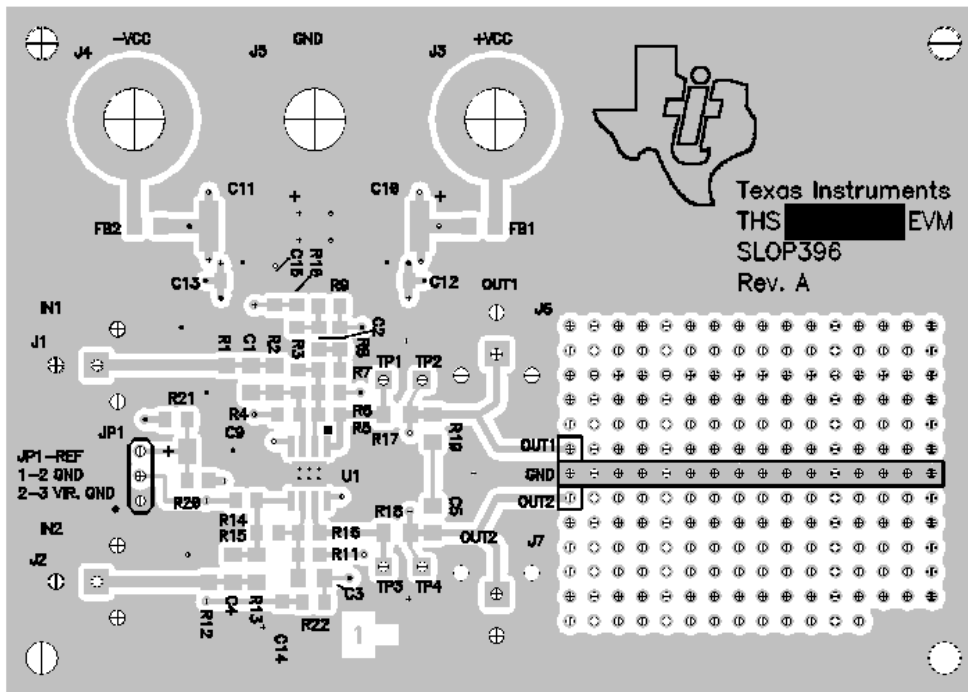 J4 -VCC J5 GND J3 +VCC
C11 C10
FB2 FB1
Texas Instruments
THS EVM
SLOP396
Rev. A
C13 C15 R10 R9 C12 OUT1
IN1 C2 J6
J1 R1 C1 R2 R3 R8
R7 TP1 TP2
R21 R4 R6
JP1 C9 R5 R17 R19
OUT1
JP1-REF
1-2 GND
2-3 VIR. GND
U1 GND
R20 R14 C5 OUT2
IN2 R15 R16 R18 OUT2
J2 R11 J7
C3 TP3 TP4
R12 C4 R13 C14 R22
1